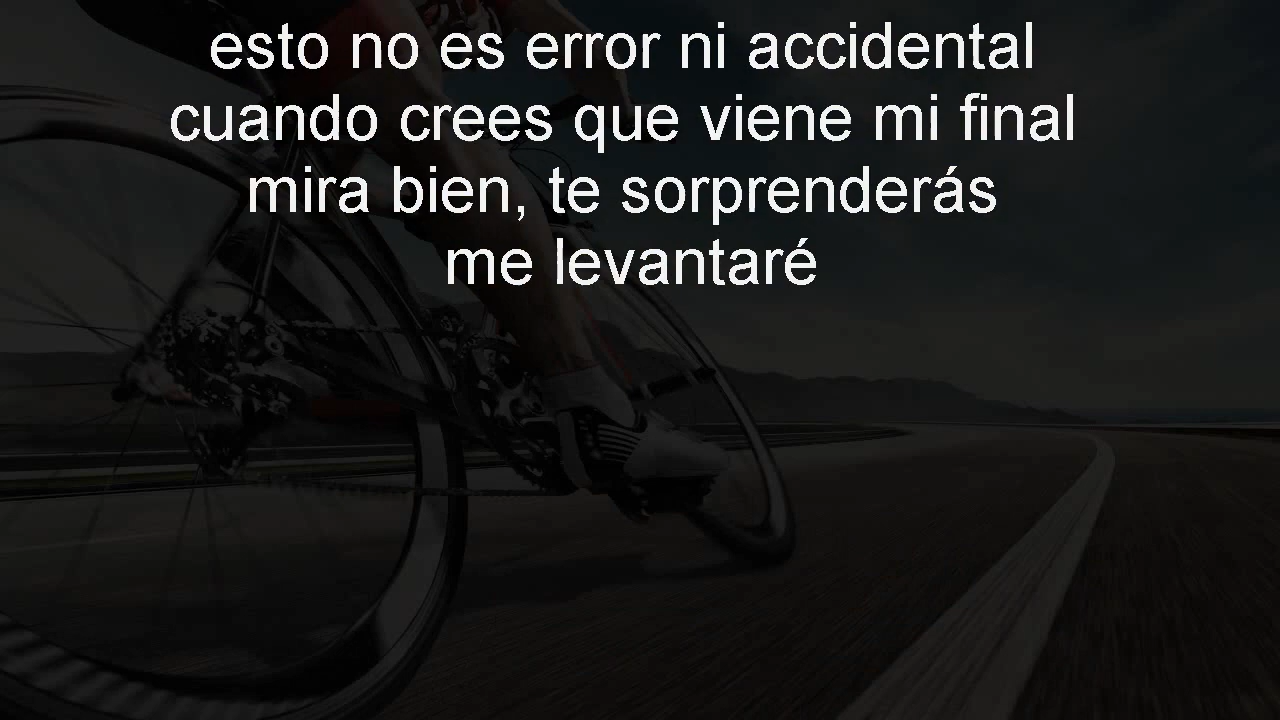 esto no es error ni accidental
cuando crees que viene mi final
mira bien, te sorprenderás
me levantaré